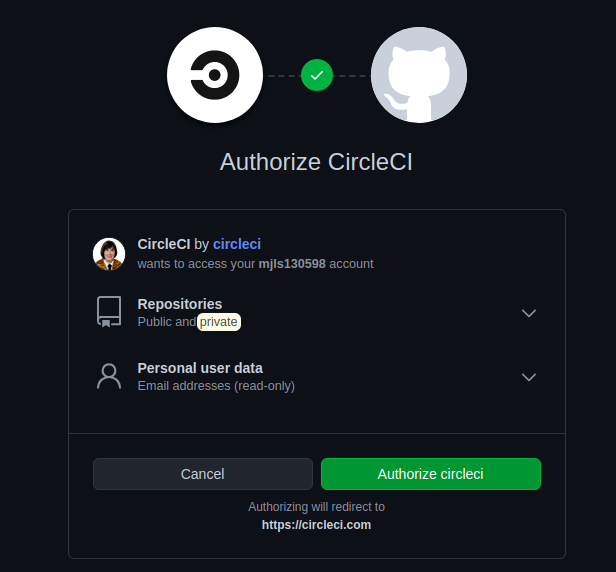 Authorize CircleCI
CircleCI by circleci
wants to access your mjls130598 account
Repositories
Public and private
Personal user data
Email addresses (read-only)
Cancel
Authorize circleci
Authorizing will redirect to
https://circleci.com